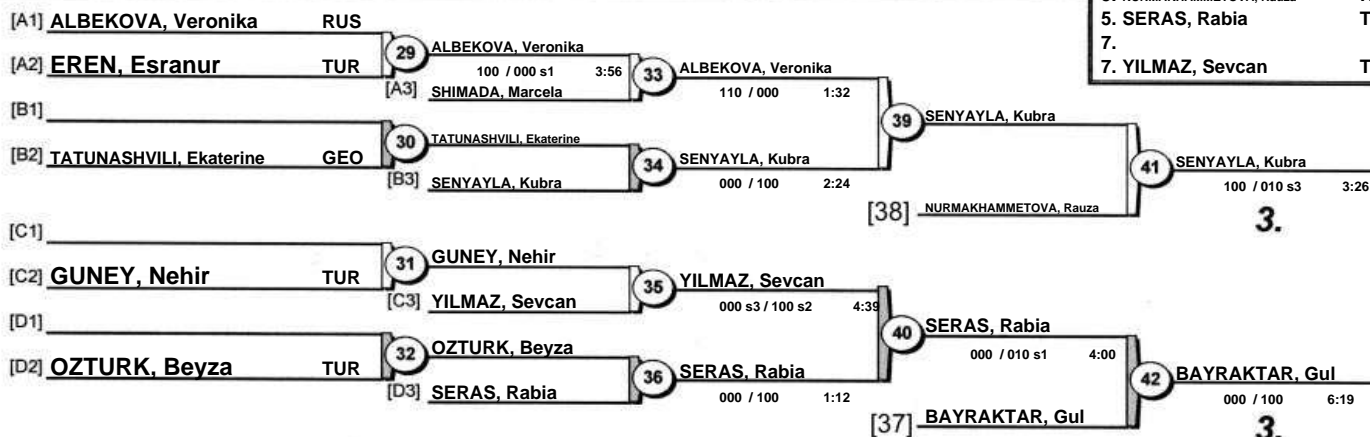 5. SERAS, Rabia T
7.
7. YILMAZ, Sevcan T
[A1] ALBEKOVA, Veronika RUS
[A2] EREN, Esranur TUR
29
ALBEKOVA, Veronika
100 / 000 s1 3:56
[A3] SHIMADA, Marcela
33
ALBEKOVA, Veronika
110 / 000 1:32
[B1]
[B2] TATUNASHVILI, Ekaterine GEO
30
TATUNASHVILI, Ekaterine
[B3] SENYAYLA, Kubra
34
SENYAYLA, Kubra
000 / 100 2:24
39
SENYAYLA, Kubra
[38] NURMAKHAMMETOVA, Rauza
41
SENYAYLA, Kubra
100 / 010 s3 3:26
3.
[C1]
[C2] GUNEY, Nehir TUR
31
GUNEY, Nehir
[C3] YILMAZ, Sevcan
35
YILMAZ, Sevcan
000 s3 / 100 s2 4:39
[D1]
[D2] OZTURK, Beyza TUR
32
OZTURK, Beyza
[D3] SERAS, Rabia
36
SERAS, Rabia
000 / 100 1:12
40
SERAS, Rabia
000 / 010 s1 4:00
[37] BAYRAKTAR, Gul
42
BAYRAKTAR, Gul
000 / 100 6:19
3.